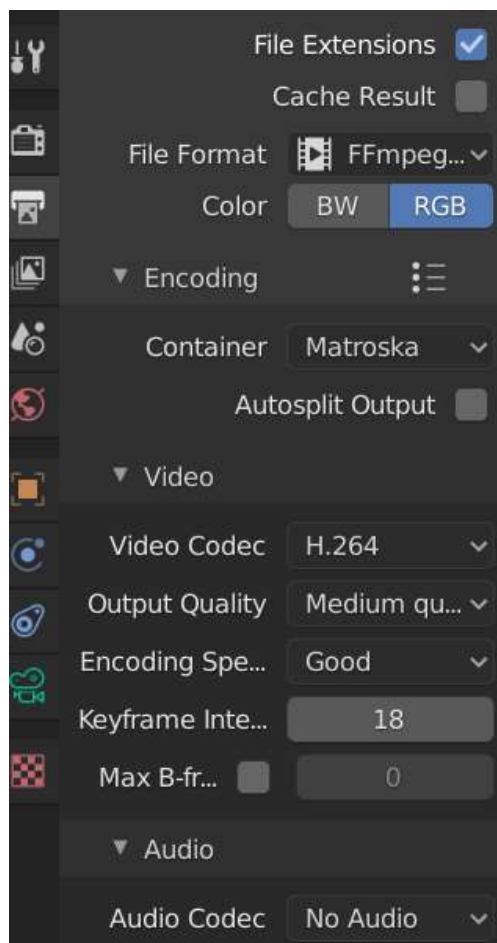 File Extensions
Cache Result
File Format FFmpeg...
Color BW RGB
Encoding
Container Matroska
Autosplit Output
Video
Video Codec H.264
Output Quality Medium qu...
Encoding Spe... Good
Keyframe Inte... 18
Max B-fr... 0
Audio
Audio Codec No Audio